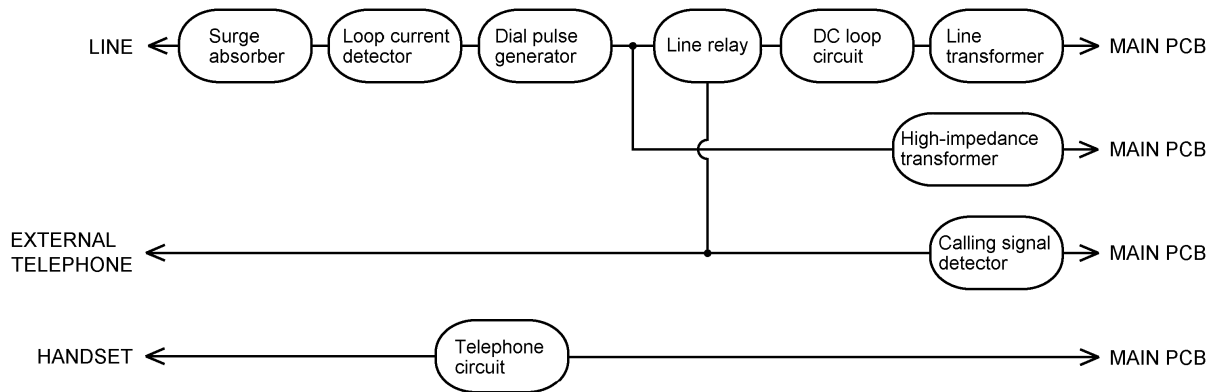 LINE
Surge
absorber
Loop current
detector
Dial pulse
generator
Line relay
DC loop
circuit
Line
transformer
MAIN PCB
High-impedance
transformer
MAIN PCB
EXTERNAL
TELEPHONE
Calling signal
detector
MAIN PCB
HANDSET
Telephone
circuit
MAIN PCB